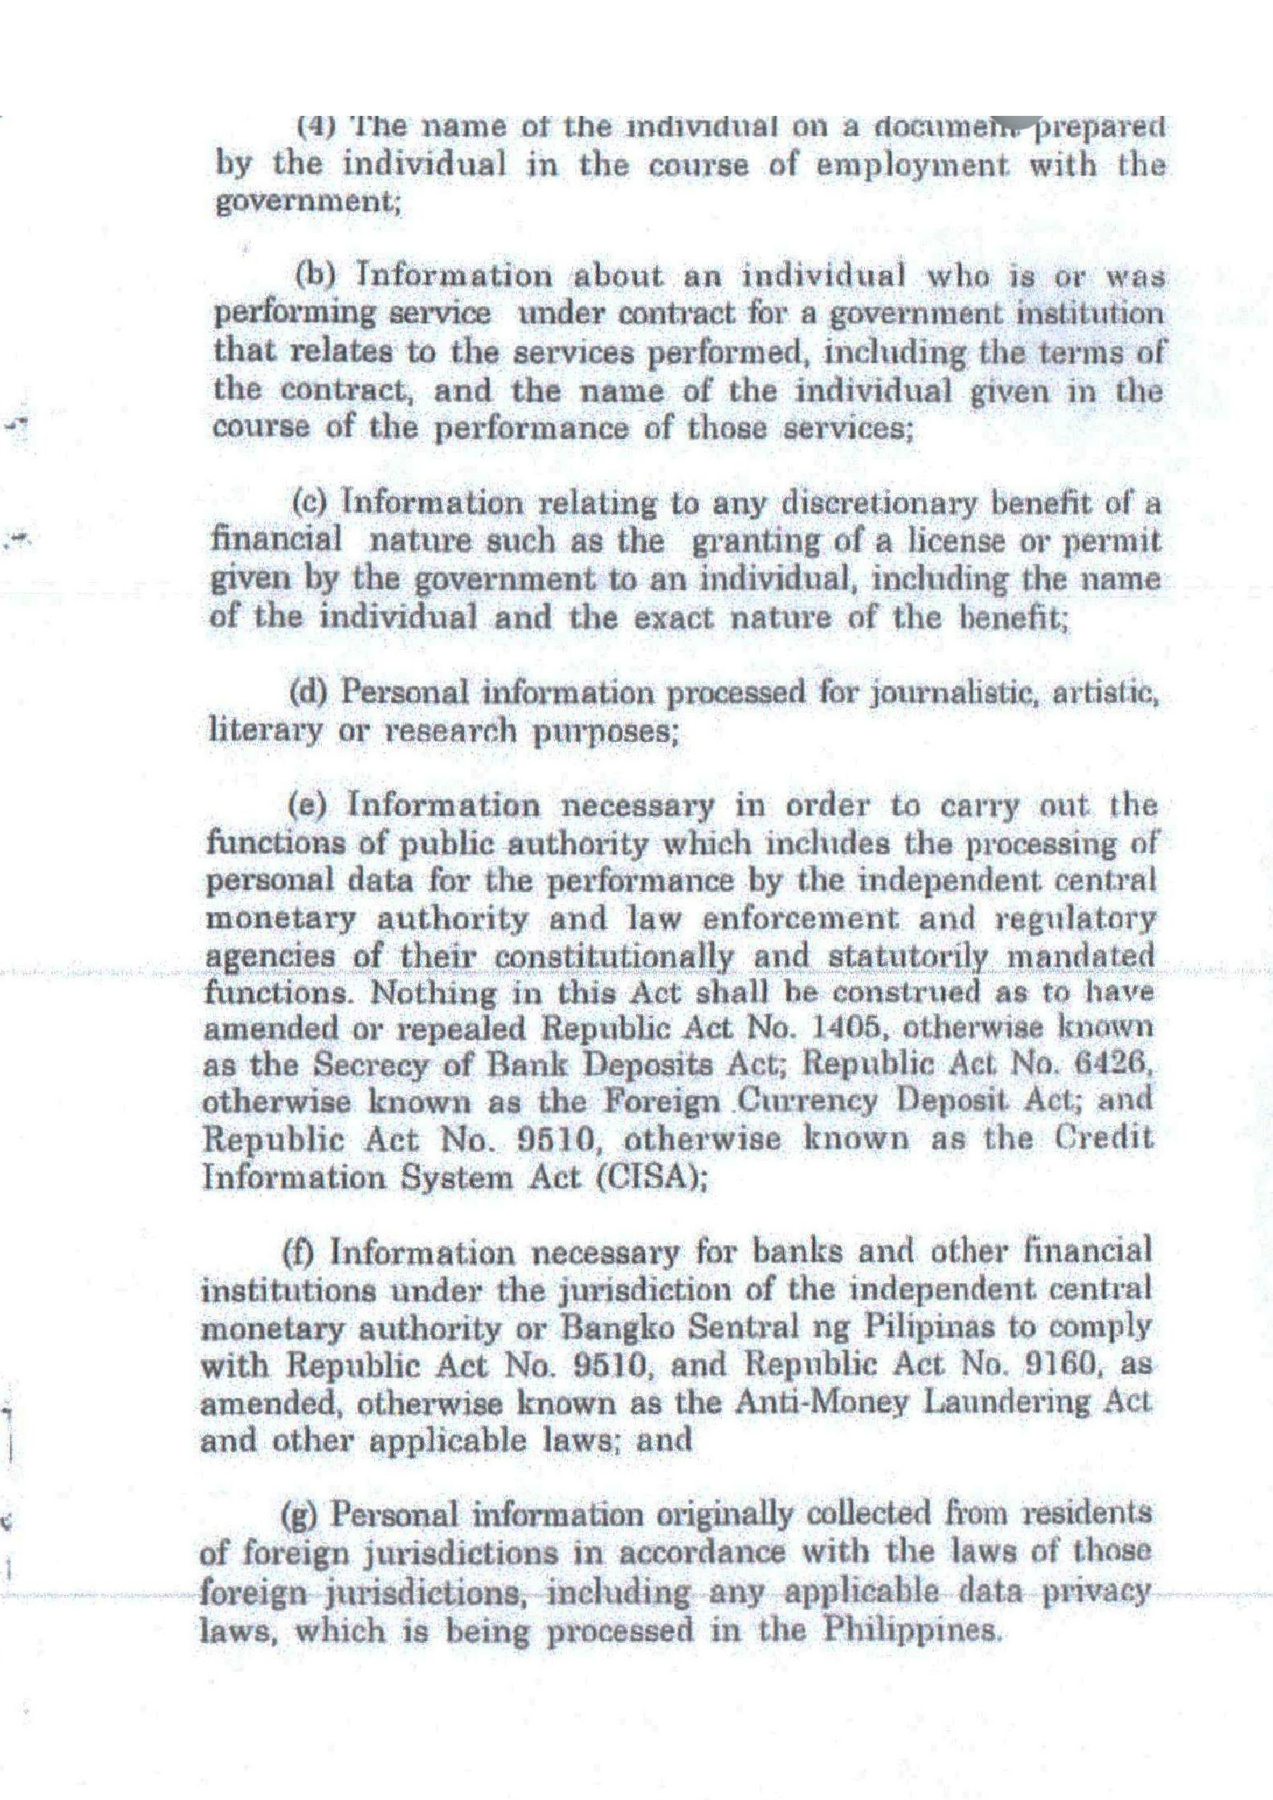 (4) The name of the individual on a document prepared
by the individual in the course of employment with the
government;
(b) Information about an individual who is or was
performing service under contract for a government institution
that relates to the services performed, including the terms of
the contract, and the name of the individual given in the
course of the performance of those services;
(c) Information relating to any discretionary benefit of a
financial nature such as the granting of a license or permit
given by the government to an individual, including the name
of the individual and the exact nature of the benefit;
(d) Personal information processed for journalistic, artistic,
literary or research purposes;
(e) Information necessary in order to carry out the
functions of public authority which includes the processing of
personal data for the performance by the independent central
monetary authority and law enforcement and regulatory
agencies of their constitutionally and statutorily mandated
functions. Nothing in this Act shall be construed as to have
amended or repealed Republic Act No. 1405, otherwise known
as the Secrecy of Bank Deposits Act; Republic Act No. 6426,
otherwise known as the Foreign Currency Deposit Act; and
Republic Act No. 9510, otherwise known as the Credit
Information System Act (CISA);
(f) Information necessary for banks and other financial
institutions under the jurisdiction of the independent central
monetary authority or Bangko Sentral ng Pilipinas to comply
with Republic Act No. 9510, and Republic Act No. 9160, as
amended, otherwise known as the Anti-Money Laundering Act
and other applicable laws; and
(g) Personal information originally collected from residents
of foreign jurisdictions in accordance with the laws of those
foreign jurisdictions, including any applicable data privacy
laws, which is being processed in the Philippines.